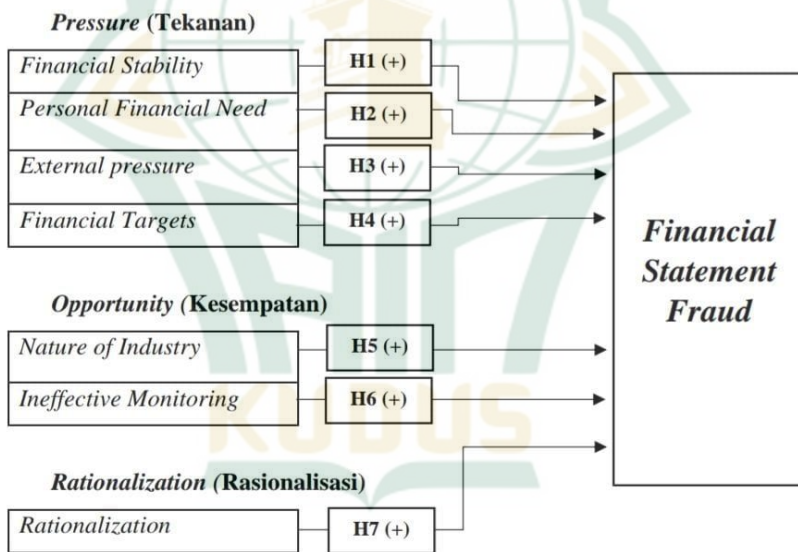 Pressure (Tekanan)
Financial Stability
H1 (+)
Personal Financial Need
H2 (+)
External pressure
H3 (+)
Financial Targets
H4 (+)
Opportunity (Kesempatan)
Nature of Industry
H5 (+)
Ineffective Monitoring
H6 (+)
Rationalization (Rasionalisasi)
Rationalization
H7 (+)
Financial
Statement
Fraud
KUDUS